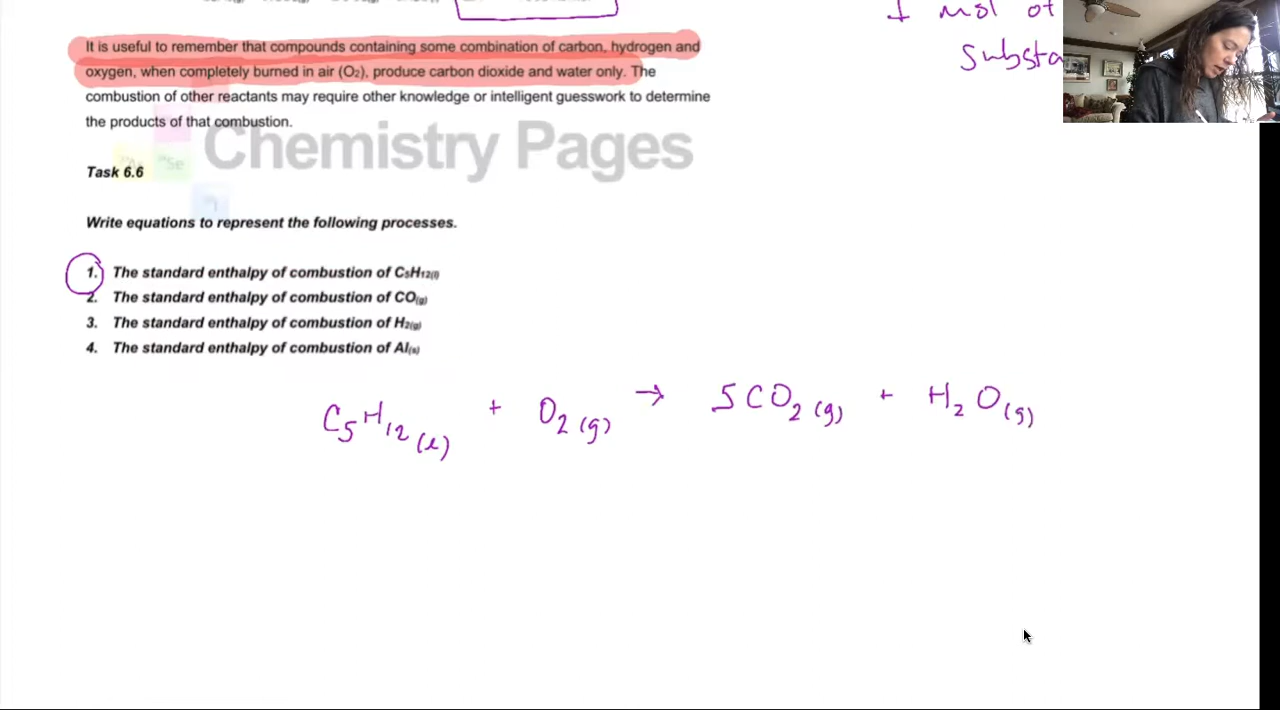 1 mol of
It is useful to remember that compounds containing some combination of carbon, hydrogen and
substa
oxygen, when completely burned in air (O₂), produce carbon dioxide and water only. The
combustion of other reactants may require other knowledge or intelligent guesswork to determine
the products of that combustion.
Chemistry Pages
Se
Task 6.6
Write equations to represent the following processes.
1. The standard enthalpy of combustion of C₅H₁₂(l)
2. The standard enthalpy of combustion of CO(g)
3. The standard enthalpy of combustion of H₂(g)
4. The standard enthalpy of combustion of Al(s)
C₅H₁₂(l) + O₂(g) → 5CO₂(g) + H₂O(g)